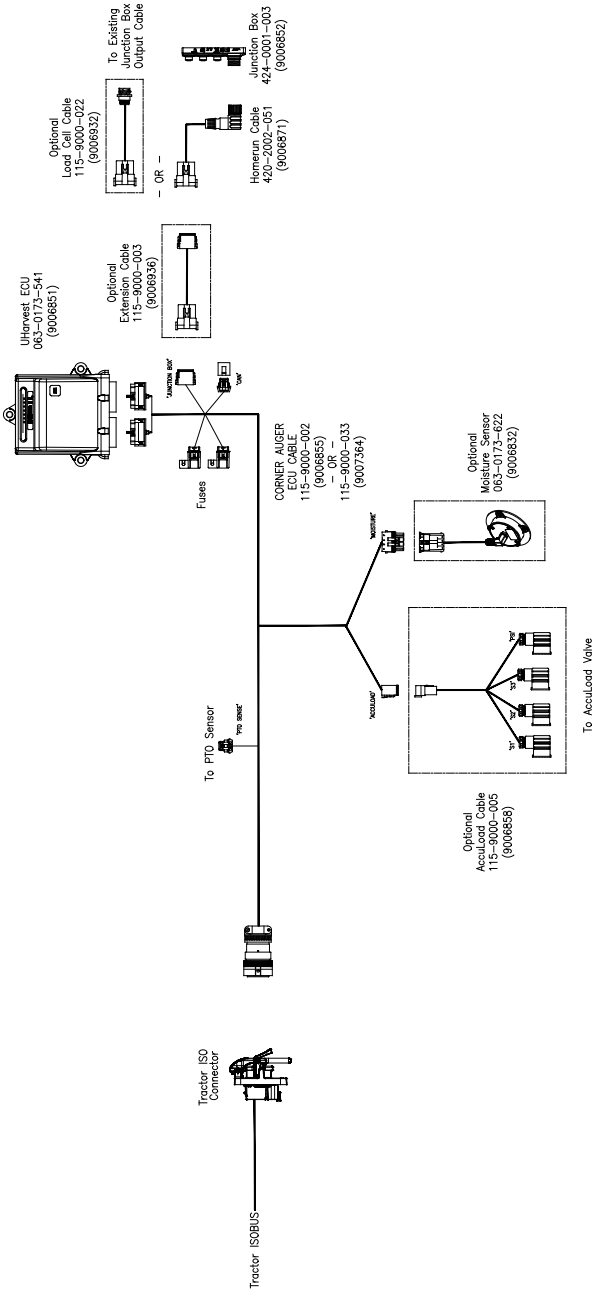 To Existing
Junction Box
Output Cable
Optional
Load Cell Cable
115-9000-022
(9006932)
- OR -
Junction Box
424-0001-003
(9006852)
Homerun Cable
420-2002-051
(9006871)
UHarvest ECU
063-0173-541
(9006851)
Optional
Extension Cable
115-9000-003
(9006936)
"JUNCTION BOX"
"CAN"
Fuses
CORNER AUGER
ECU CABLE
115-9000-002
(9006855)
- OR -
115-9000-033
(9007364)
"MOISTURE"
Optional
Moisture Sensor
063-0173-622
(9006832)
To PTO Sensor
"PTO SENSE"
"ACCULOAD"
"PSI"
"S3"
"S2"
"S1"
To AccuLoad Valve
Optional
AccuLoad Cable
115-9000-005
(9006858)
Tractor ISO
Connector
Tractor ISOBUS